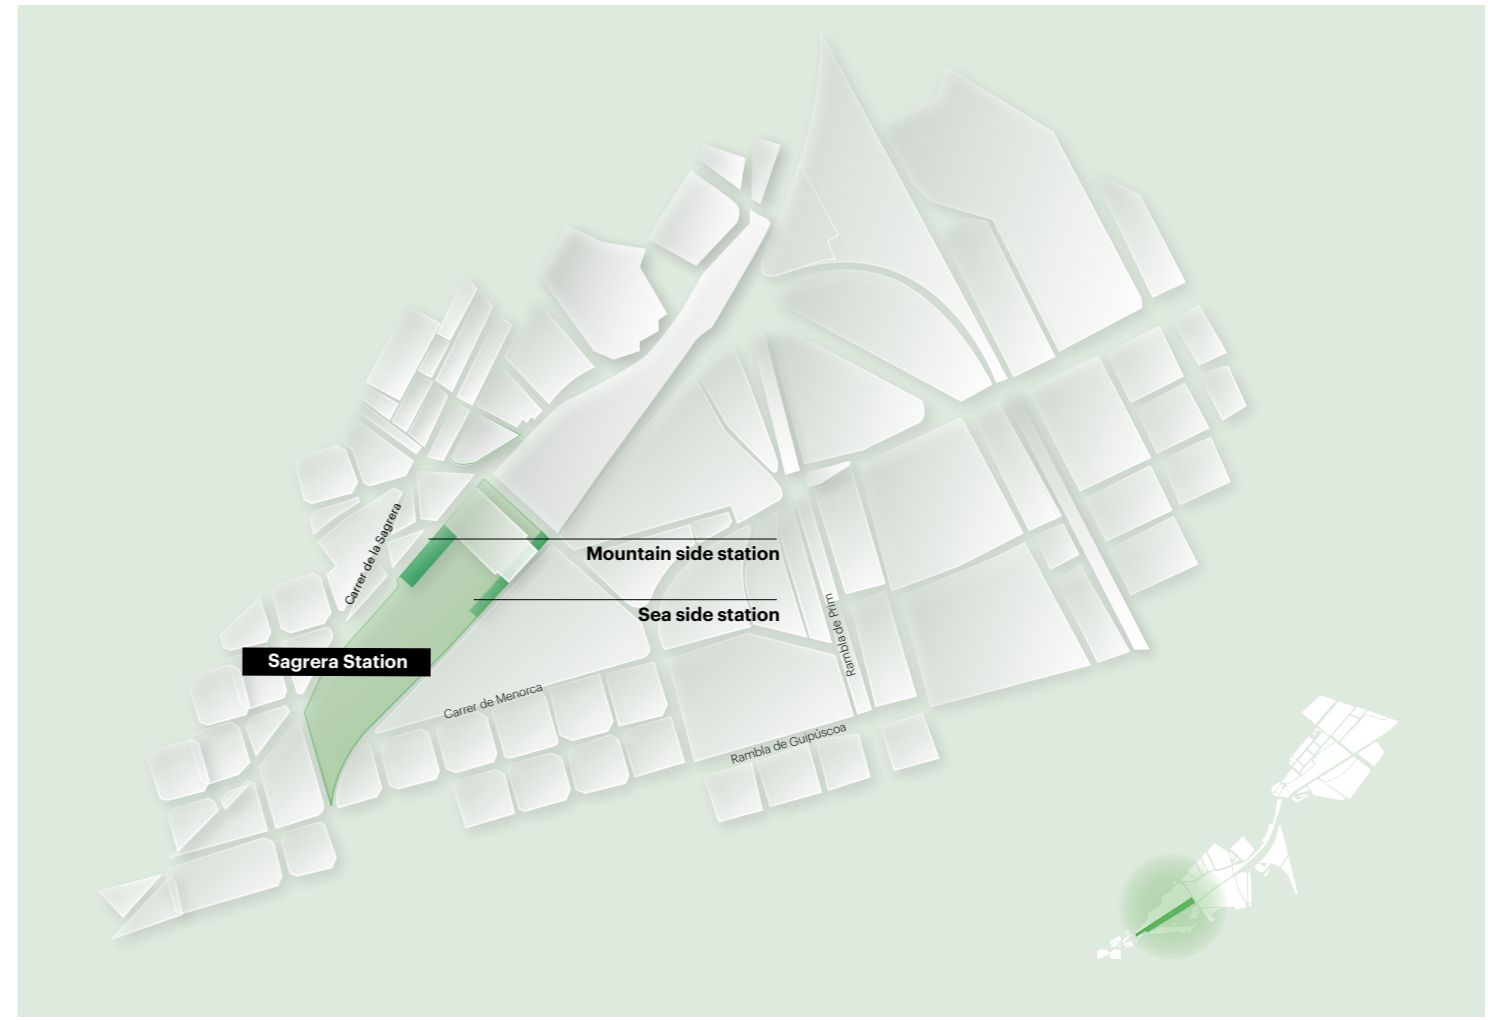 Carrer de la Sagrera
Mountain side station
Sea side station
Rambla de Prim
Sagrera Station
Carrer de Menorca
Rambla de Guipúscoa